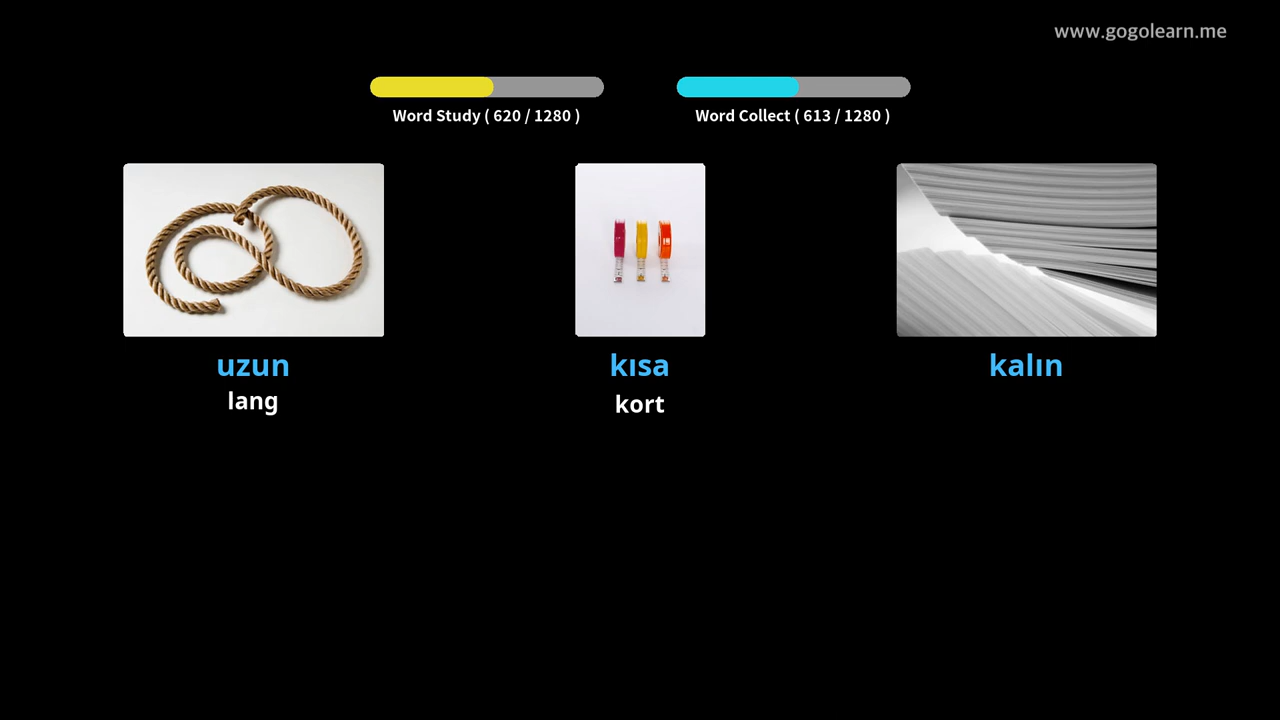 www.gogolearn.me
Word Study ( 620 / 1280 )
Word Collect ( 613 / 1280 )
uzun
lang
kısa
kort
kalın